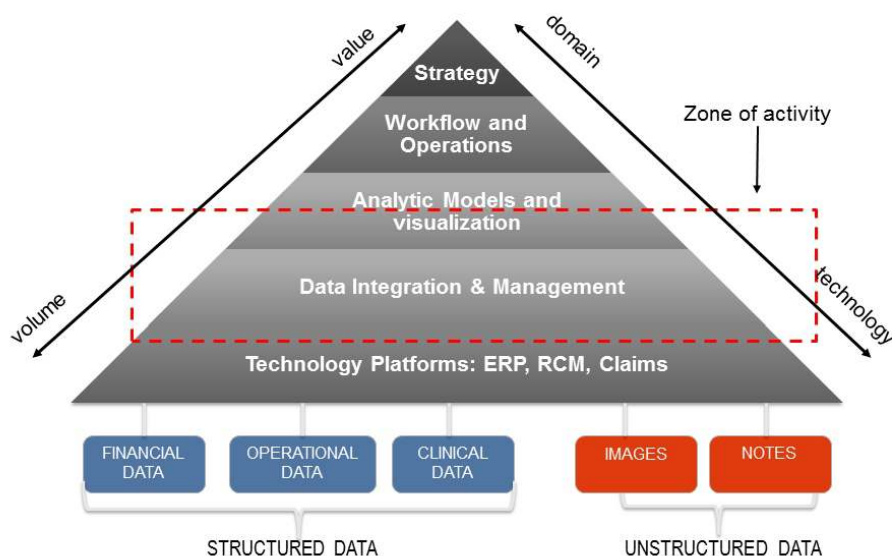 value
domain
Strategy
Zone of activity
Workflow and
Operations
Analytic Models and
visualization
volume
technology
Data Integration & Management
Technology Platforms: ERP, RCM, Claims
FINANCIAL
DATA
OPERATIONAL
DATA
CLINICAL
DATA
IMAGES
NOTES
STRUCTURED DATA
UNSTRUCTURED DATA